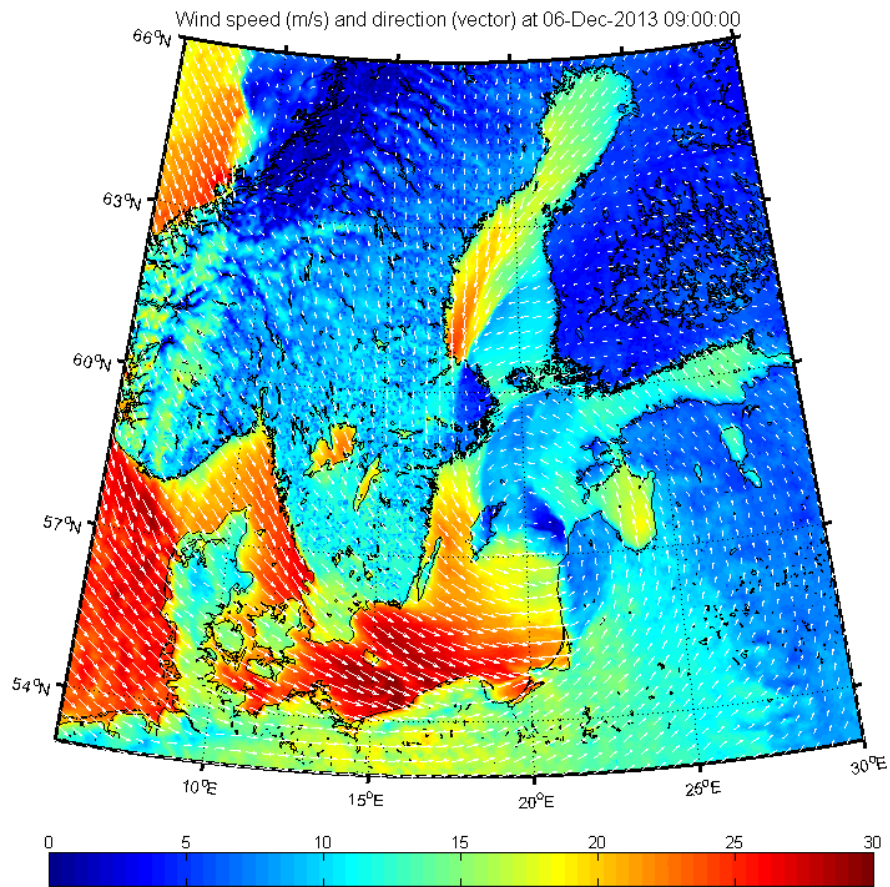 Wind speed (m/s) and direction (vector) at 06-Dec-2013 09:00:00
66°N
63°N
60°N
57°N
54°N
10°E
15°E
20°E
25°E
30°E
0 5 10 15 20 25 30